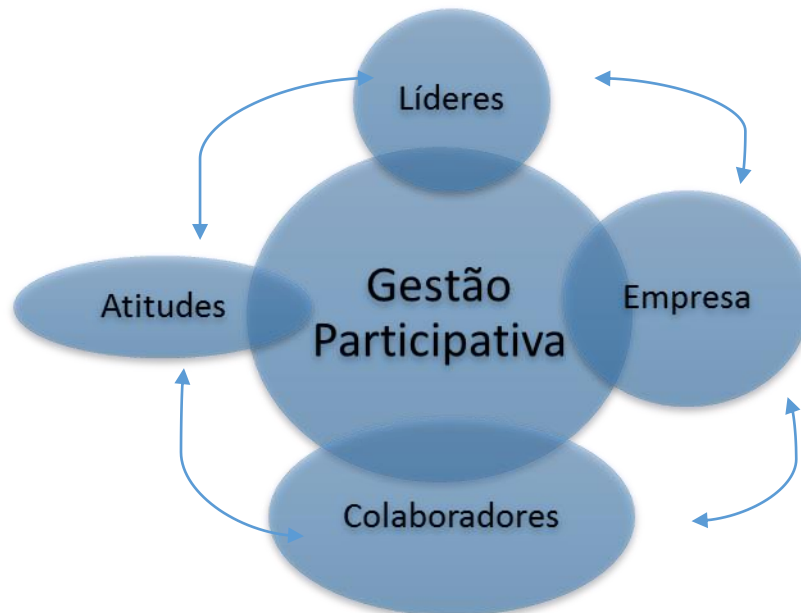 Líderes
Atitudes
Gestão
Participativa
Empresa
Colaboradores